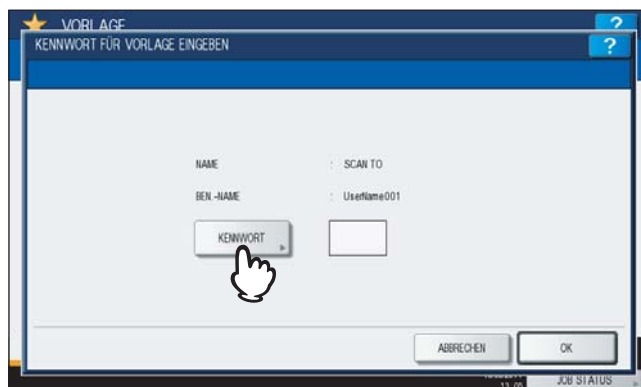 VORLAGE ?
KENNWORT FÜR VORLAGE EINGEBEN ?
NAME : SCAN TO
BEN.-NAME : UserName001
KENNWORT
ABBRECHEN OK
JOB STATUS